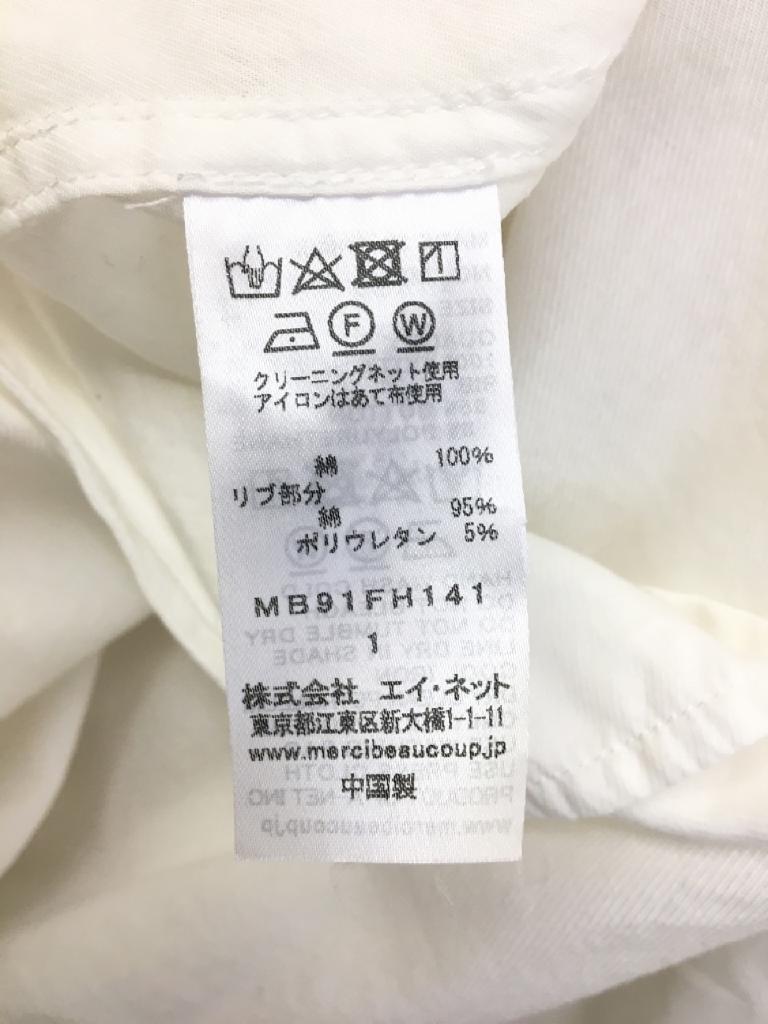 F W
クリーニングネット使用
アイロンはあて布使用
綿 100%
リブ部分
綿 95%
ポリウレタン 5%
MB91FH141
1
株式会社 エイ・ネット
東京都江東区新大橋1-1-11
www.mercibeaucoup.jp
中国製